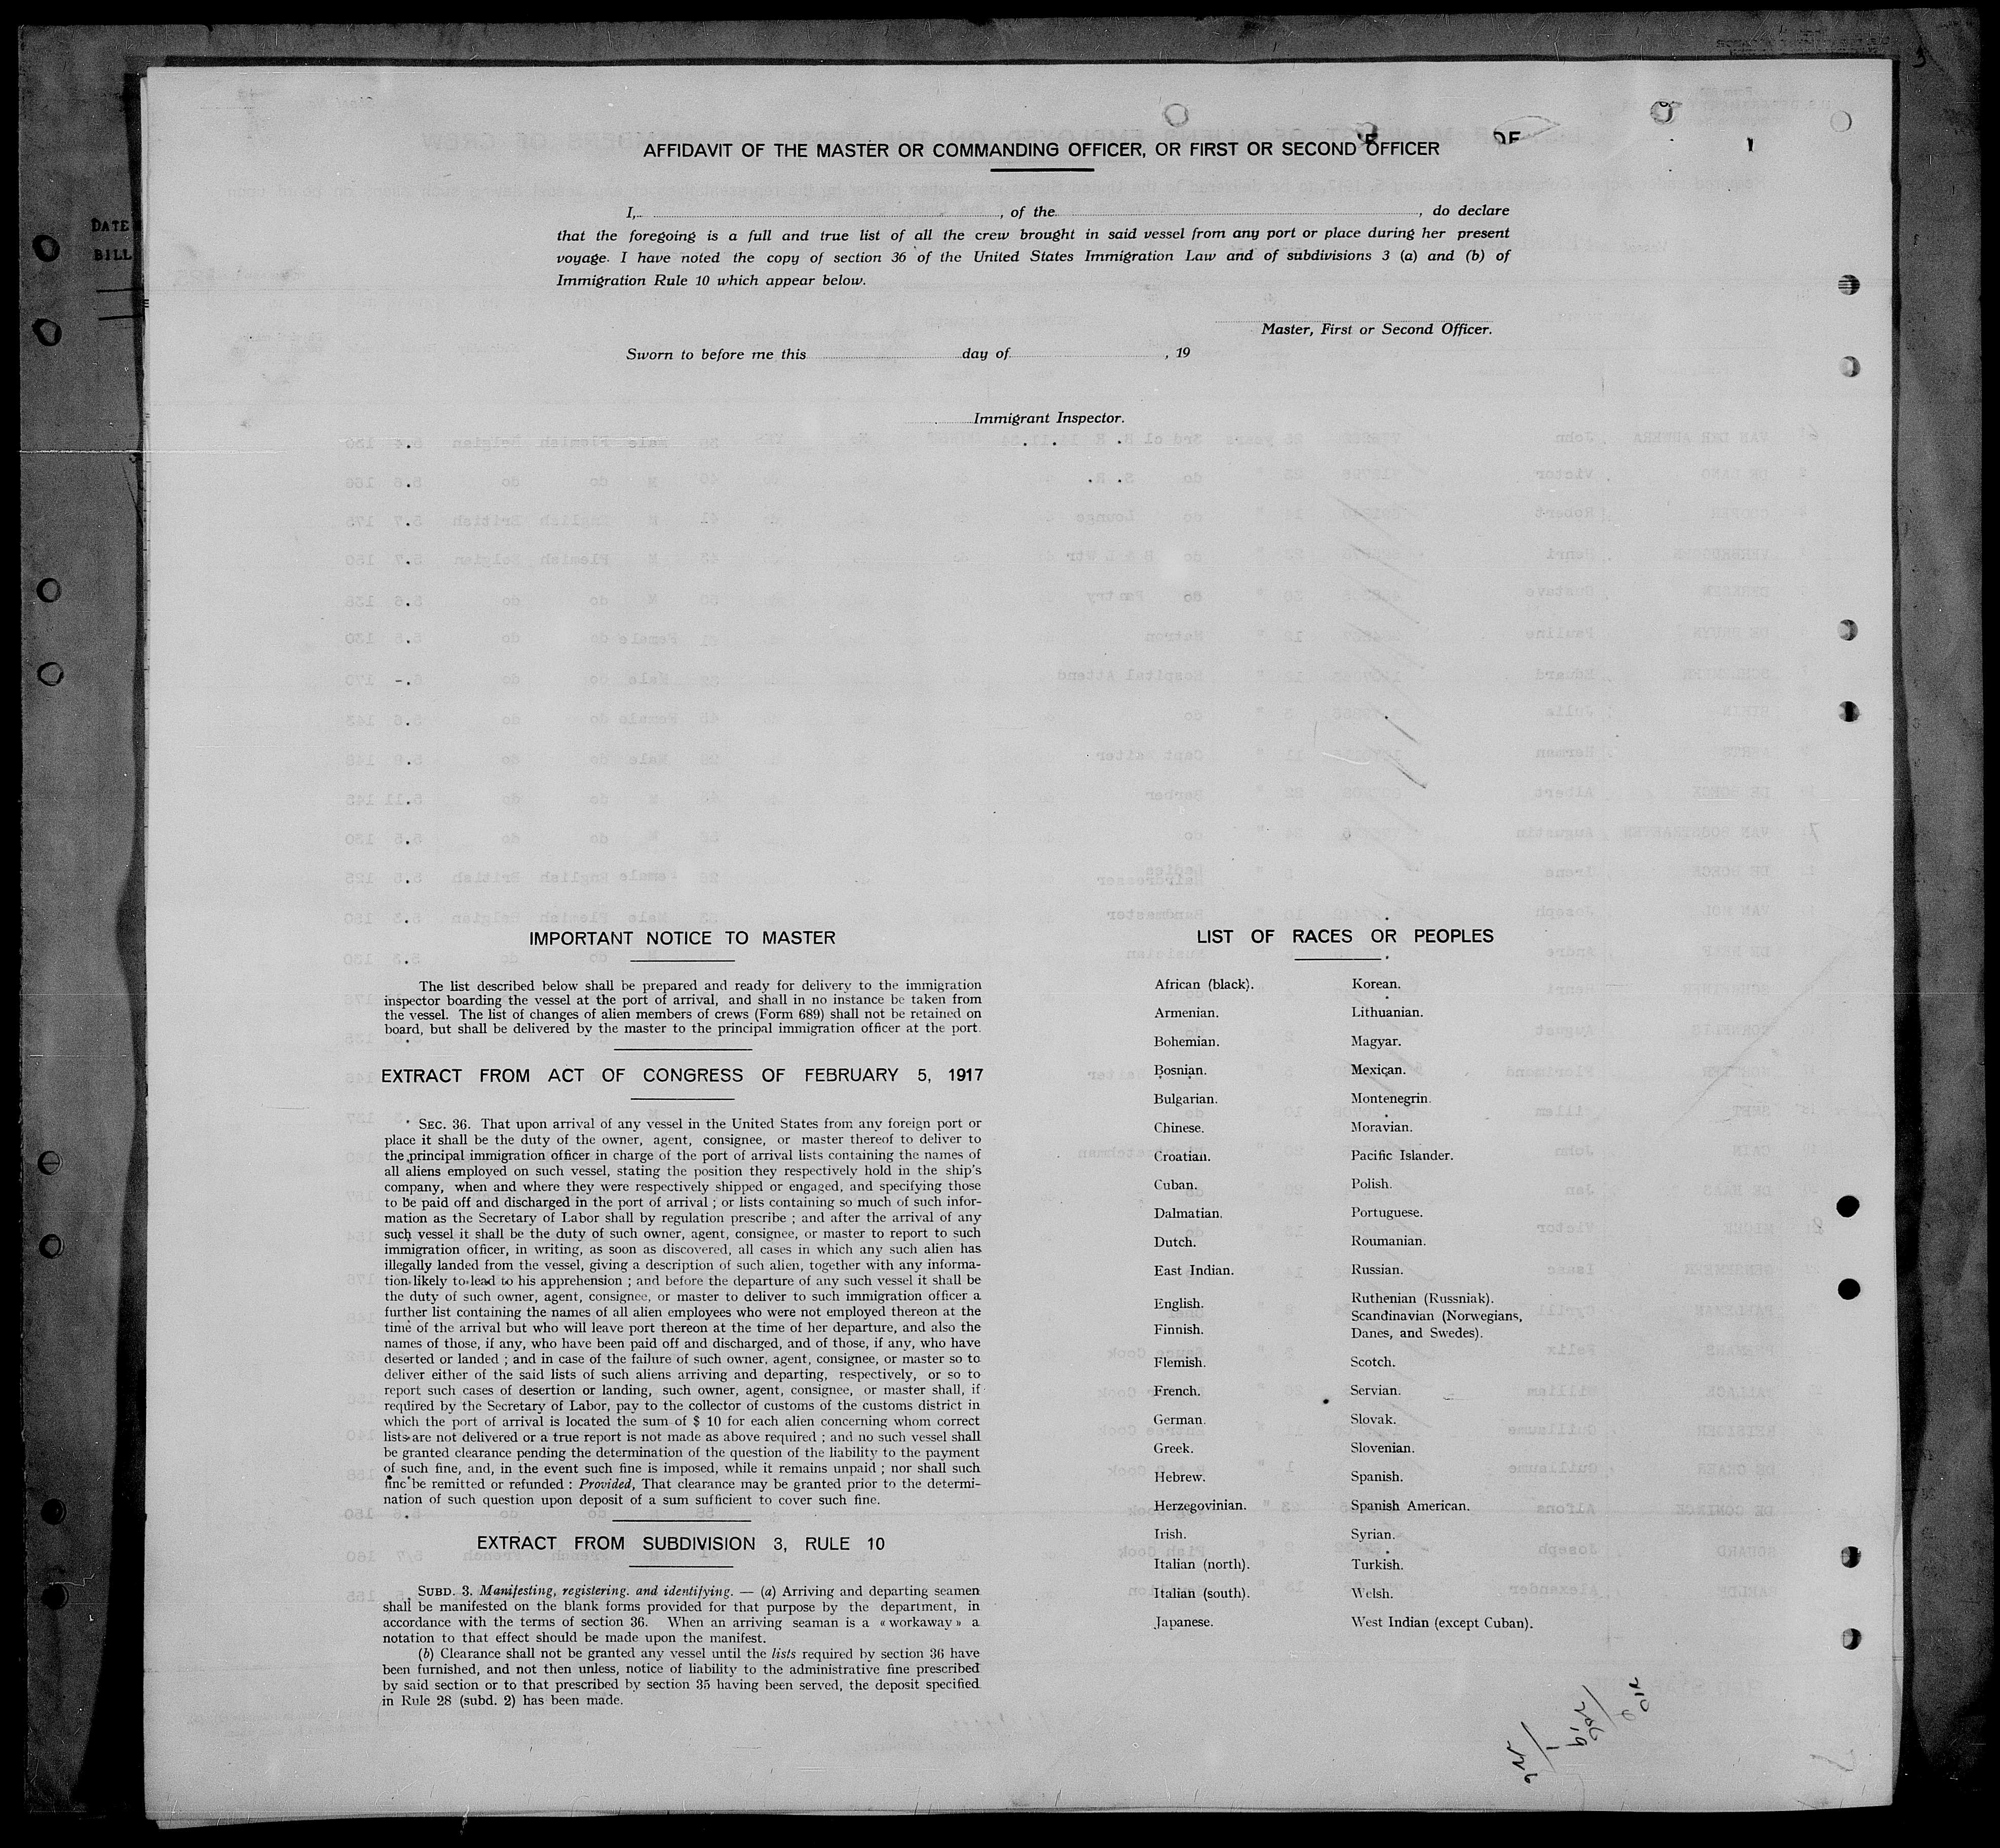 DATE
BILL
AFFIDAVIT OF THE MASTER OR COMMANDING OFFICER, OR FIRST OR SECOND OFFICER
I, , of the , do declare
that the foregoing is a full and true list of all the crew brought in said vessel from any port or place during her present
voyage. I have noted the copy of section 36 of the United States Immigration Law and of subdivisions 3 (a) and (b) of
Immigration Rule 10 which appear below.
Master, First or Second Officer.
Sworn to before me this day of , 19
Immigrant Inspector.
IMPORTANT NOTICE TO MASTER
The list described below shall be prepared and ready for delivery to the immigration
inspector boarding the vessel at the port of arrival, and shall in no instance be taken from
the vessel. The list of changes of alien members of crews (Form 689) shall not be retained on
board, but shall be delivered by the master to the principal immigration officer at the port.
EXTRACT FROM ACT OF CONGRESS OF FEBRUARY 5, 1917
SEC. 36. That upon arrival of any vessel in the United States from any foreign port or
place it shall be the duty of the owner, agent, consignee, or master thereof to deliver to
the principal immigration officer in charge of the port of arrival lists containing the names of
all aliens employed on such vessel, stating the position they respectively hold in the ship's
company, when and where they were respectively shipped or engaged, and specifying those
to be paid off and discharged in the port of arrival ; or lists containing so much of such infor-
mation as the Secretary of Labor shall by regulation prescribe ; and after the arrival of any
such vessel it shall be the duty of such owner, agent, consignee, or master to report to such
immigration officer, in writing, as soon as discovered, all cases in which any such alien has
illegally landed from the vessel, giving a description of such alien, together with any informa-
tion likely to lead to his apprehension ; and before the departure of any such vessel it shall be
the duty of such owner, agent, consignee, or master to deliver to such immigration officer a
further list containing the names of all alien employees who were not employed thereon at the
time of the arrival but who will leave port thereon at the time of her departure, and also the
names of those, if any, who have been paid off and discharged, and of those, if any, who have
deserted or landed ; and in case of the failure of such owner, agent, consignee, or master so to
deliver either of the said lists of such aliens arriving and departing, respectively, or so to
report such cases of desertion or landing, such owner, agent, consignee, or master shall, if
required by the Secretary of Labor, pay to the collector of customs of the customs district in
which the port of arrival is located the sum of $ 10 for each alien concerning whom correct
lists are not delivered or a true report is not made as above required ; and no such vessel shall
be granted clearance pending the determination of the question of the liability to the payment
of such fine, and, in the event such fine is imposed, while it remains unpaid ; nor shall such
fine be remitted or refunded : Provided, That clearance may be granted prior to the determi-
nation of such question upon deposit of a sum sufficient to cover such fine.
EXTRACT FROM SUBDIVISION 3, RULE 10
SUBD. 3. Manifesting, registering. and identifying. — (a) Arriving and departing seamen
shall be manifested on the blank forms provided for that purpose by the department, in
accordance with the terms of section 36. When an arriving seaman is a « workaway » a
notation to that effect should be made upon the manifest.
(b) Clearance shall not be granted any vessel until the lists required by section 36 have
been furnished, and not then unless, notice of liability to the administrative fine prescribed
by said section or to that prescribed by section 35 having been served, the deposit specified
in Rule 28 (subd. 2) has been made.
LIST OF RACES OR PEOPLES
African (black).
Armenian.
Bohemian.
Bosnian.
Bulgarian.
Chinese.
Croatian.
Cuban.
Dalmatian.
Dutch.
East Indian.
English.
Finnish.
Flemish.
French.
German.
Greek.
Hebrew.
Herzegovinian.
Irish.
Italian (north).
Italian (south).
Japanese.
Korean.
Lithuanian.
Magyar.
Mexican.
Montenegrin.
Moravian.
Pacific Islander.
Polish.
Portuguese.
Roumanian.
Russian.
Ruthenian (Russniak).
Scandinavian (Norwegians,
Danes, and Swedes).
Scotch.
Servian.
Slovak.
Slovenian.
Spanish.
Spanish American.
Syrian.
Turkish.
Welsh.
West Indian (except Cuban).